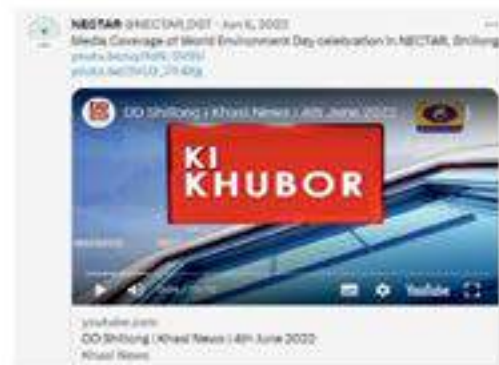 NECTAR @NECTAR_DST · Jun 6, 2022
Media Coverage of World Environment Day celebration in NECTAR, Shillong
DD Shillong | Khasi News | 4th June 2022
KI
KHUBOR
YouTube
youtube.com
DD Shillong | Khasi News | 4th June 2022
Khasi News